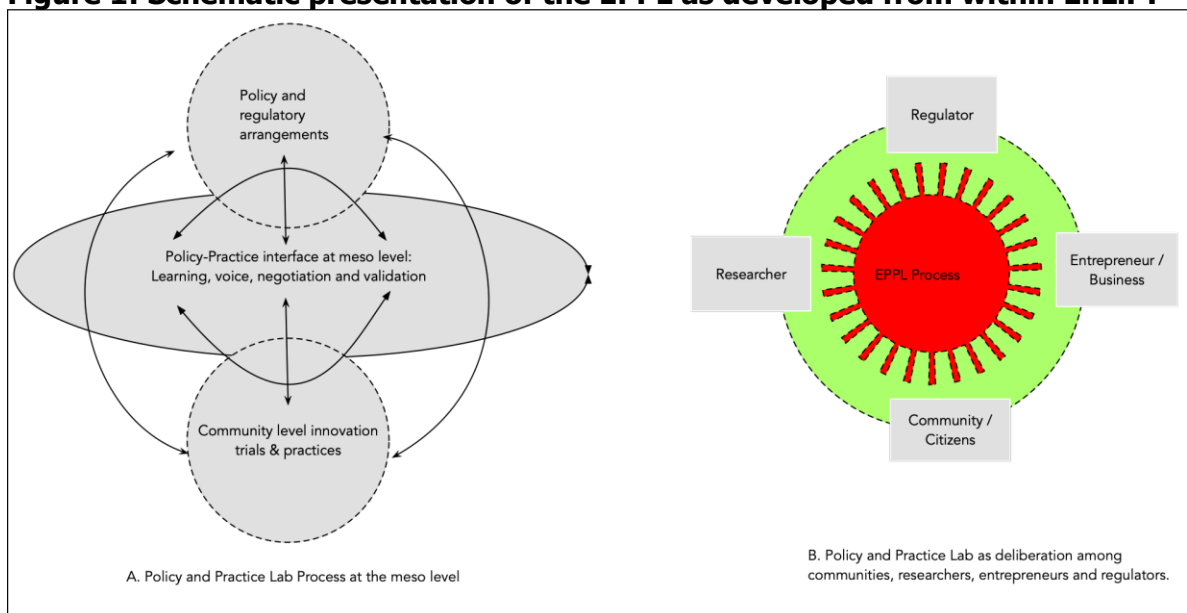 Policy and
regulatory
arrangements
Policy-Practice interface at meso level:
Learning, voice, negotiation and validation
Community level innovation
trials & practices
A. Policy and Practice Lab Process at the meso level
Regulator
Researcher
EPPL Process
Entrepreneur /
Business
Community /
Citizens
B. Policy and Practice Lab as deliberation among
communities, researchers, entrepreneurs and regulators.